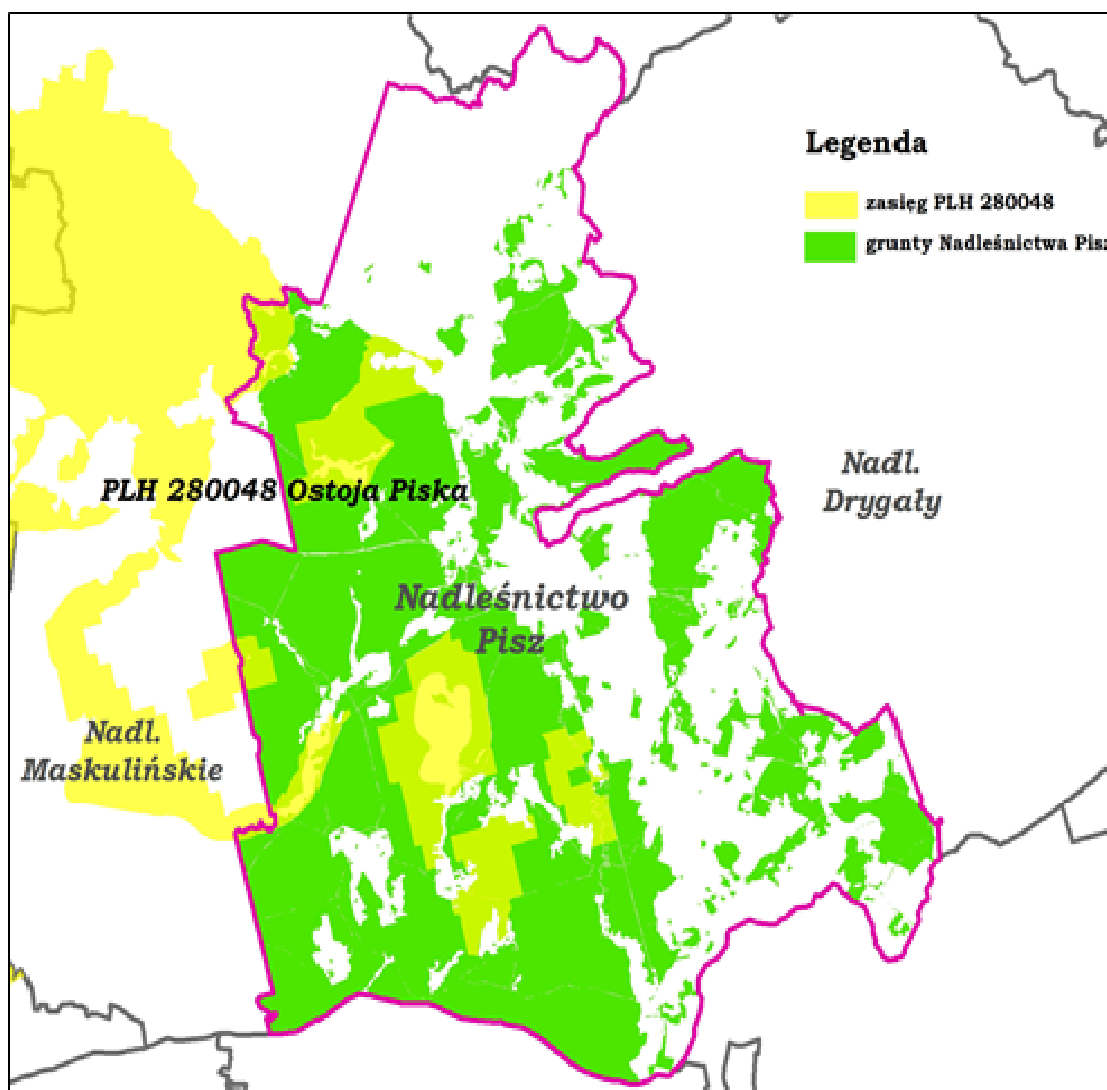 Legenda
zasięg PLH 280048
grunty Nadleśnictwa Pisz
Nadl.
Drygały
PLH 280048 Ostoja Piska
Nadleśnictwo
Pisz
Nadl.
Maskulińskie